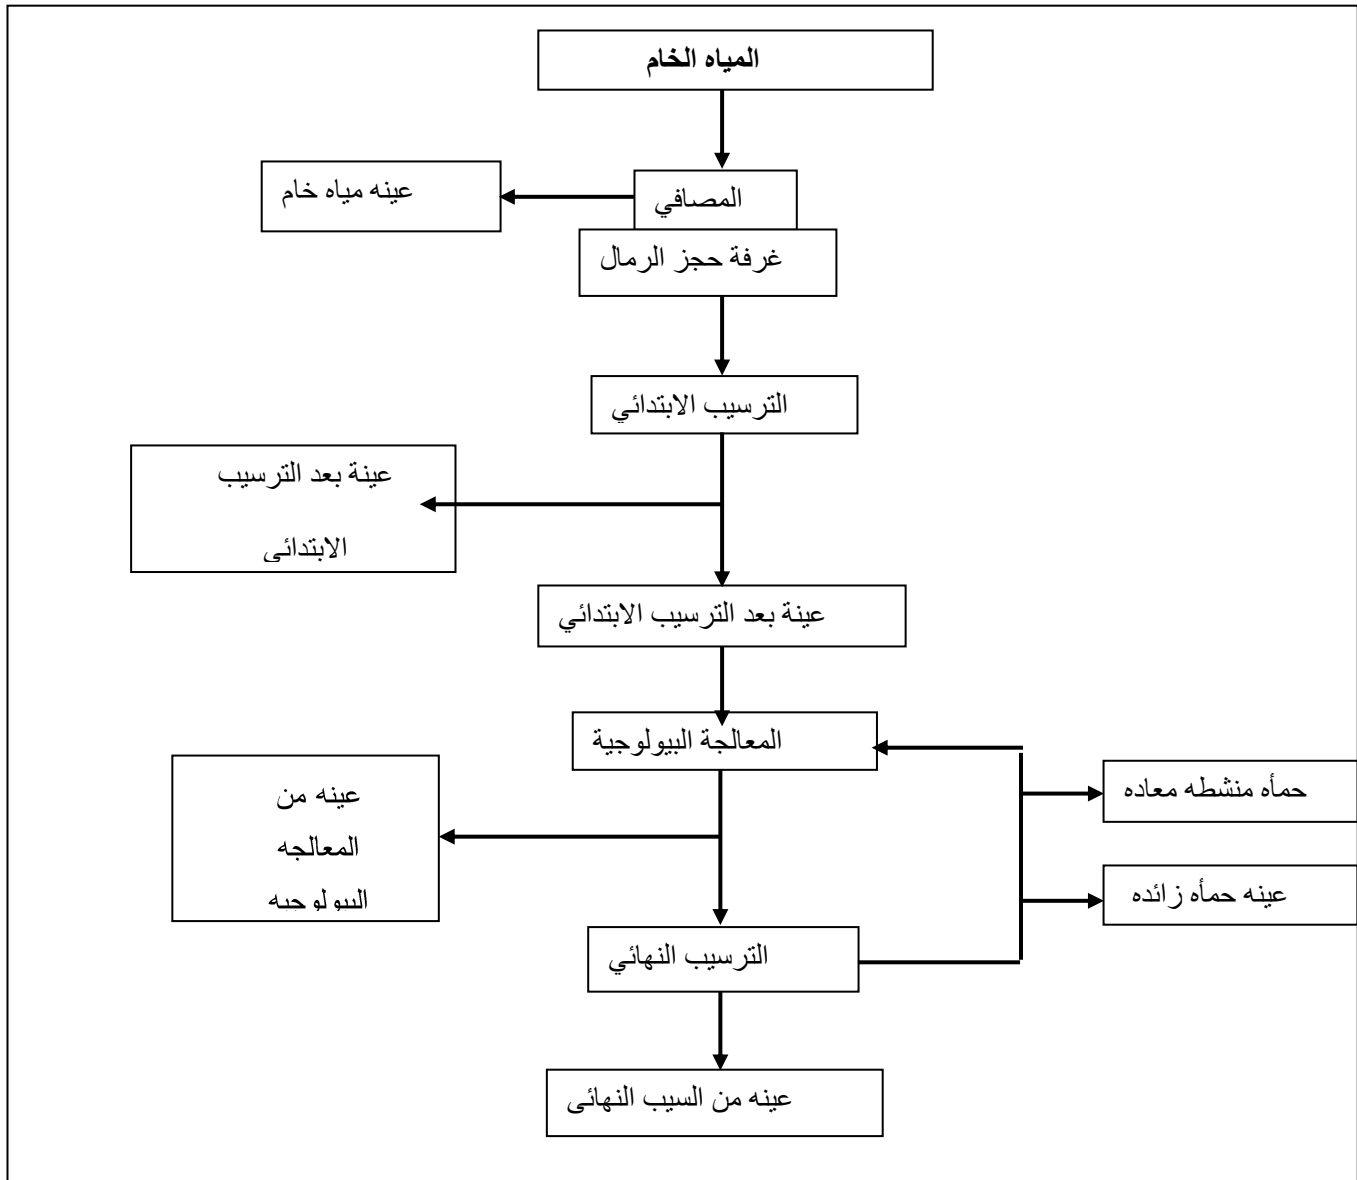 المياه الخام
المصافي
عينه مياه خام
غرفة حجز الرمال
الترسيب الابتدائي
عينة بعد الترسيب
الابتدائى
عينة بعد الترسيب الابتدائي
المعالجة البيولوجية
حمأه منشطه معاده
عينه من
المعالجه
البيولوجيه
عينه حمأه زائده
الترسيب النهائي
عينه من السيب النهائى